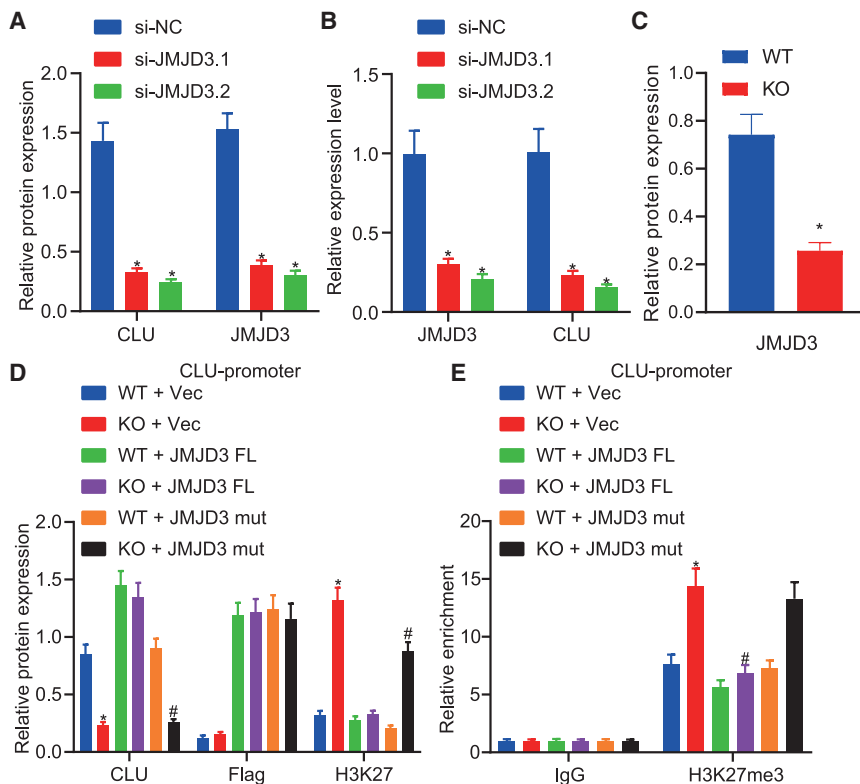 A
si-NC
si-JMJD3.1
si-JMJD3.2
Relative protein expression
2.0
1.5
1.0
0.5
0.0
* * * *
CLU JMJD3
B
si-NC
si-JMJD3.1
si-JMJD3.2
Relative expression level
1.5
1.0
0.5
0.0
* * * *
JMJD3 CLU
C
WT
KO
Relative protein expression
1.0
0.8
0.6
0.4
0.2
0.0
*
JMJD3
D
CLU-promoter
WT + Vec
KO + Vec
WT + JMJD3 FL
KO + JMJD3 FL
WT + JMJD3 mut
KO + JMJD3 mut
Relative protein expression
2.0
1.5
1.0
0.5
0.0
* # * #
CLU Flag H3K27
E
CLU-promoter
WT + Vec
KO + Vec
WT + JMJD3 FL
KO + JMJD3 FL
WT + JMJD3 mut
KO + JMJD3 mut
Relative enrichment
20
15
10
5
0
* #
IgG H3K27me3